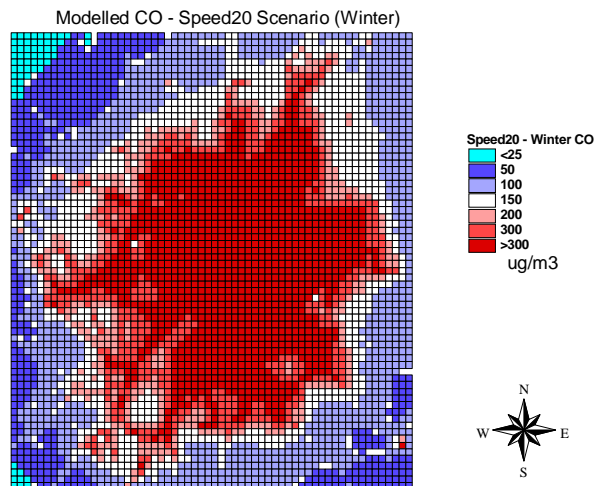 Modelled CO - Speed20 Scenario (Winter)
Speed20 - Winter CO
<25
50
100
150
200
300
>300
ug/m3
N
W E
S